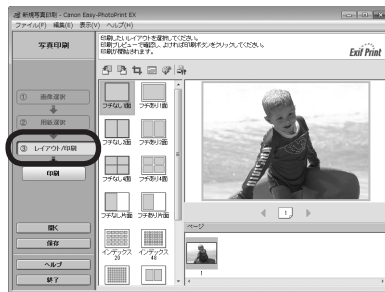 新規写真印刷 - Canon Easy-PhotoPrint EX
ファイル(F) 編集(E) 表示(V) ヘルプ(H)
写真印刷
印刷したいレイアウトを選択してください。
印刷プレビューで確認し、よければ印刷ボタンをクリックしてください。
印刷が開始されます。
Exif Print
① 画像選択
② 用紙選択
③ レイアウト/印刷
印刷
開く
保存
ヘルプ
終了
フチなし1面 フチあり1面
フチなし2面 フチあり2面
フチなし4面 フチあり4面
フチなし片面 フチあり片面
インデックス 20
インデックス 48
1
ページ
1